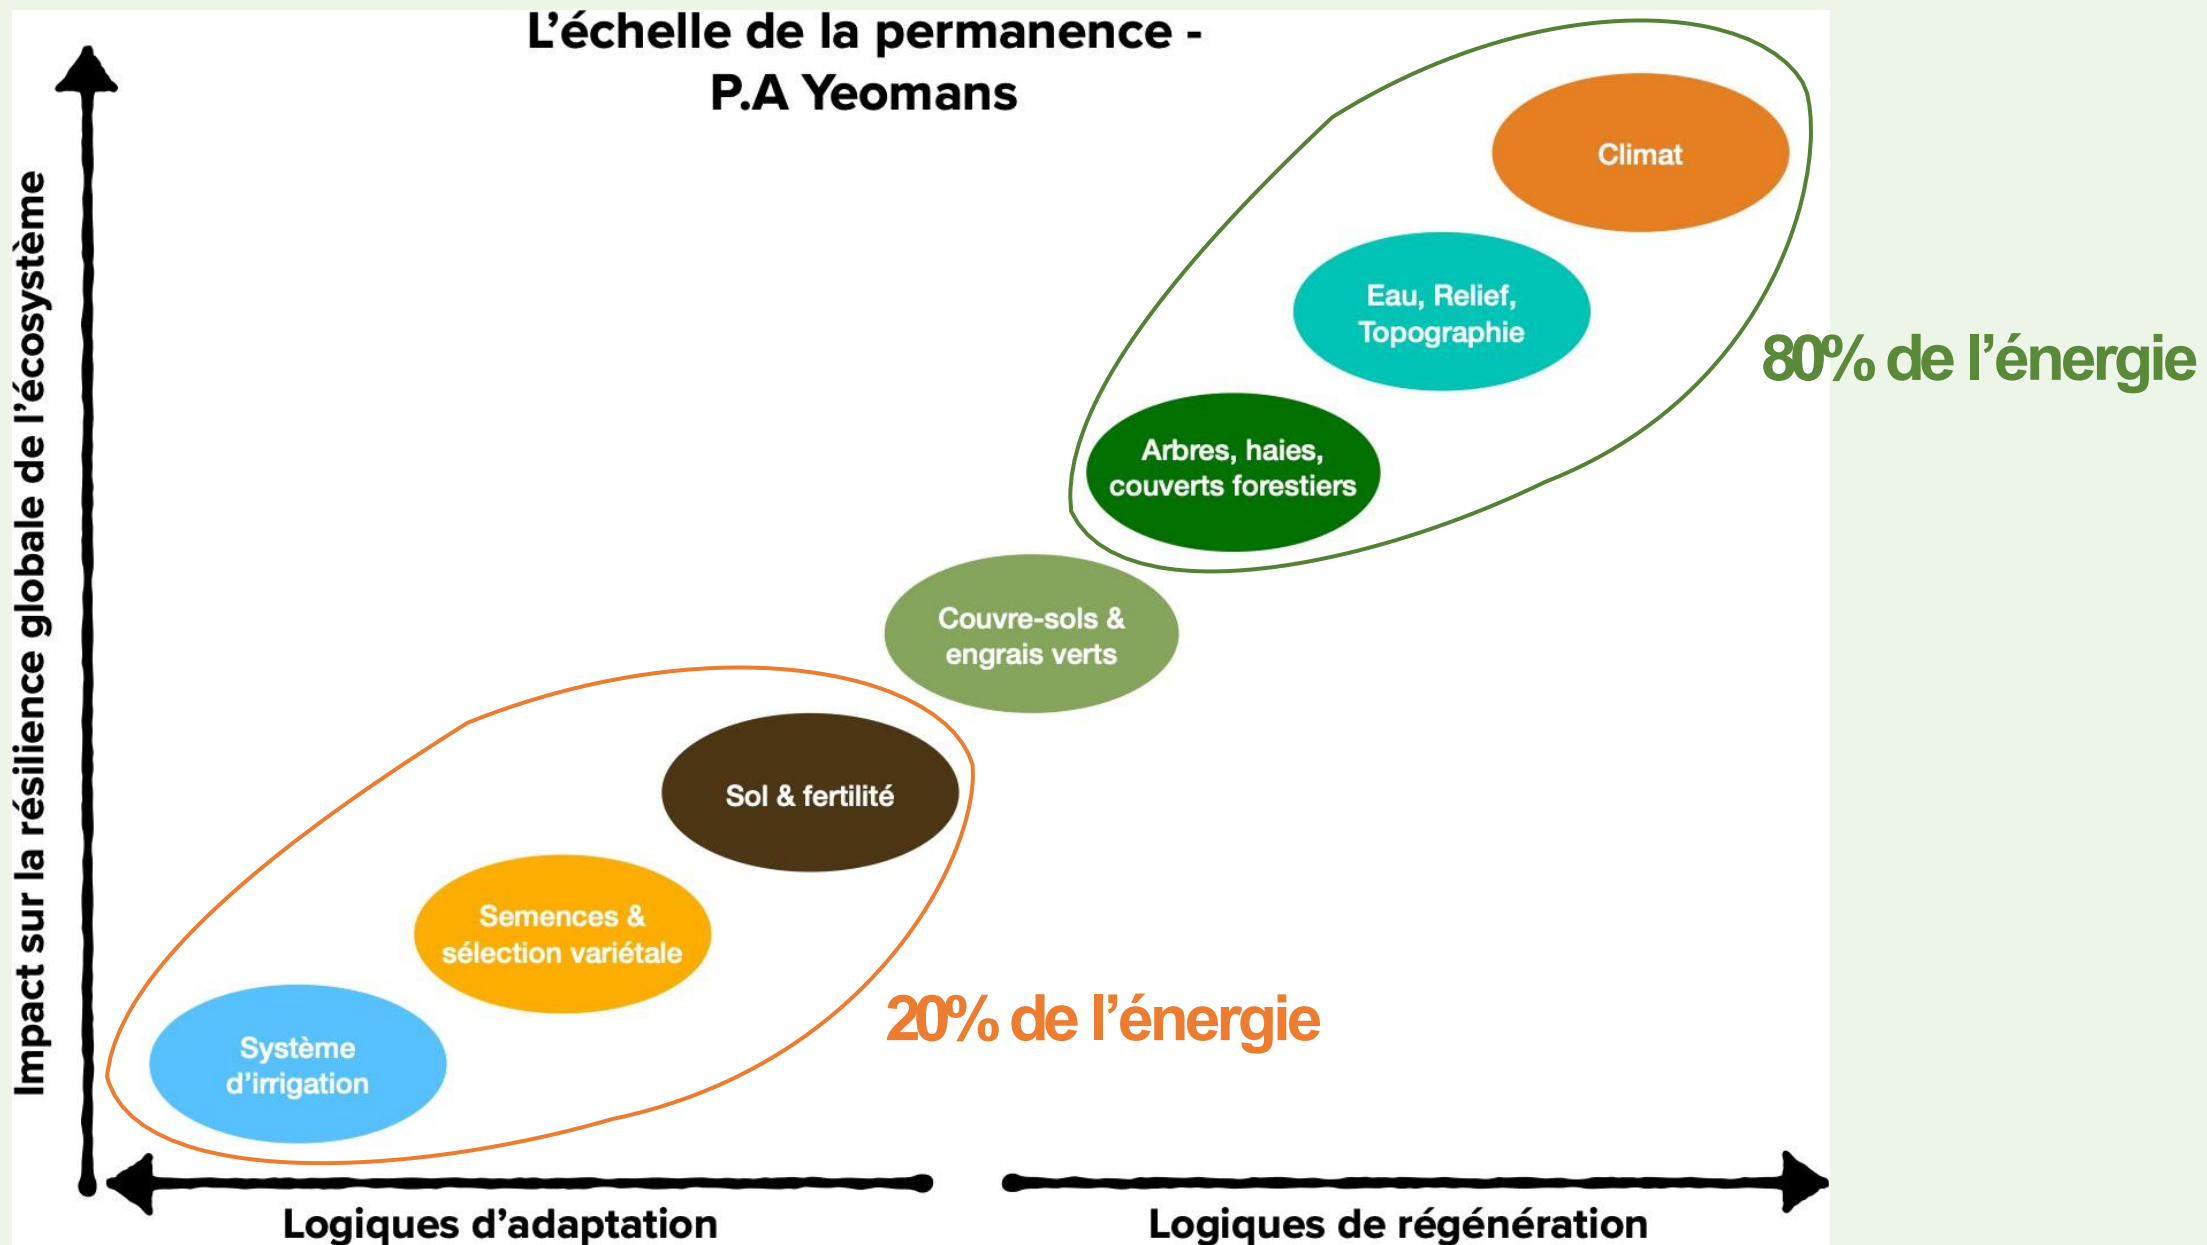 L'échelle de la permanence -
P.A Yeomans
Impact sur la résilience globale de l'écosystème
Climat
Eau, Relief,
Topographie
80% de l'énergie
Arbres, haies,
couverts forestiers
Couvre-sols &
engrais verts
Sol & fertilité
Semences &
sélection variétale
20% de l'énergie
Système
d'irrigation
Logiques d'adaptation
Logiques de régénération